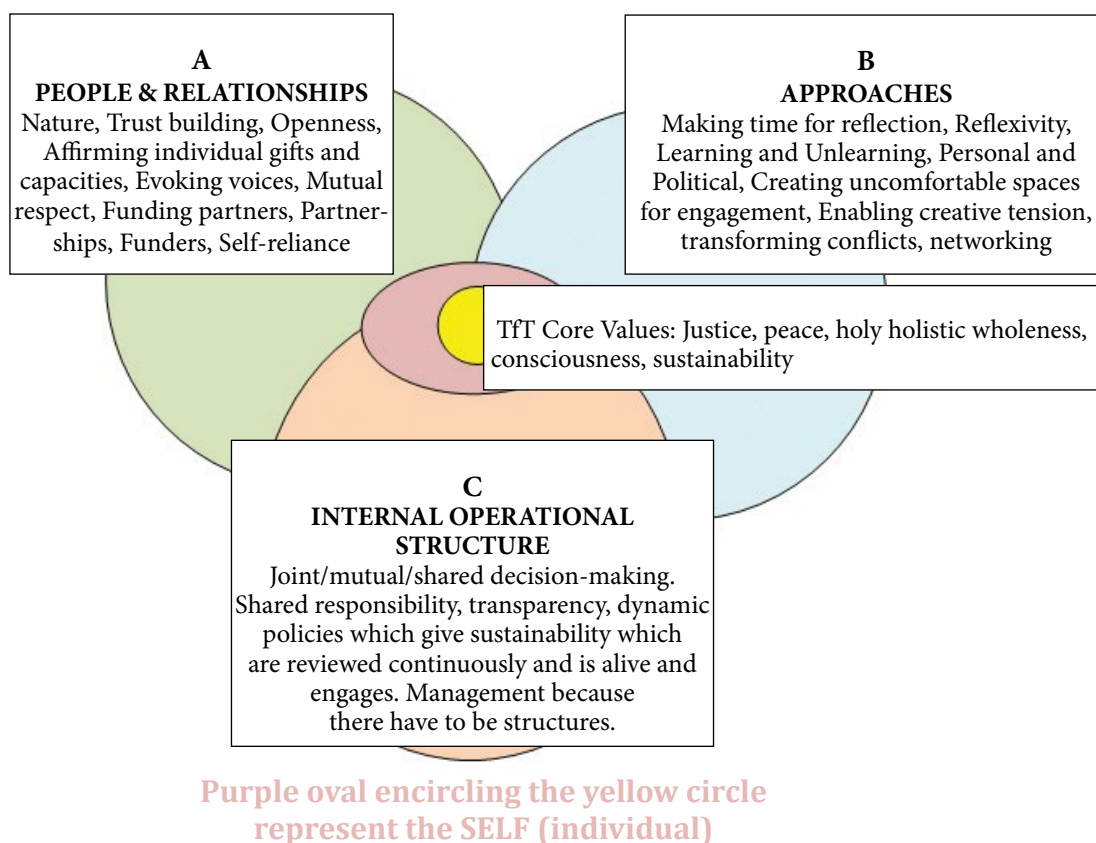 A
PEOPLE & RELATIONSHIPS
Nature, Trust building, Openness,
Affirming individual gifts and
capacities, Evoking voices, Mutual
respect, Funding partners, Partner-
ships, Funders, Self-reliance
B
APPROACHES
Making time for reflection, Reflexivity,
Learning and Unlearning, Personal and
Political, Creating uncomfortable spaces
for engagement, Enabling creative tension,
transforming conflicts, networking
TfT Core Values: Justice, peace, holy holistic wholeness,
consciousness, sustainability
C
INTERNAL OPERATIONAL
STRUCTURE
Joint/mutual/shared decision-making.
Shared responsibility, transparency, dynamic
policies which give sustainability which
are reviewed continuously and is alive and
engages. Management because
there have to be structures.
Purple oval encircling the yellow circle
represent the SELF (individual)